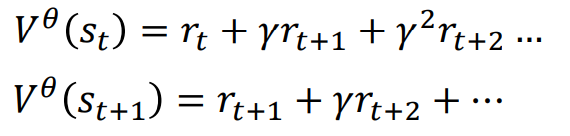 V^θ(s_t) = r_t + γr_{t+1} + γ^2r_{t+2} ...
V^θ(s_{t+1}) = r_{t+1} + γr_{t+2} + ⋯